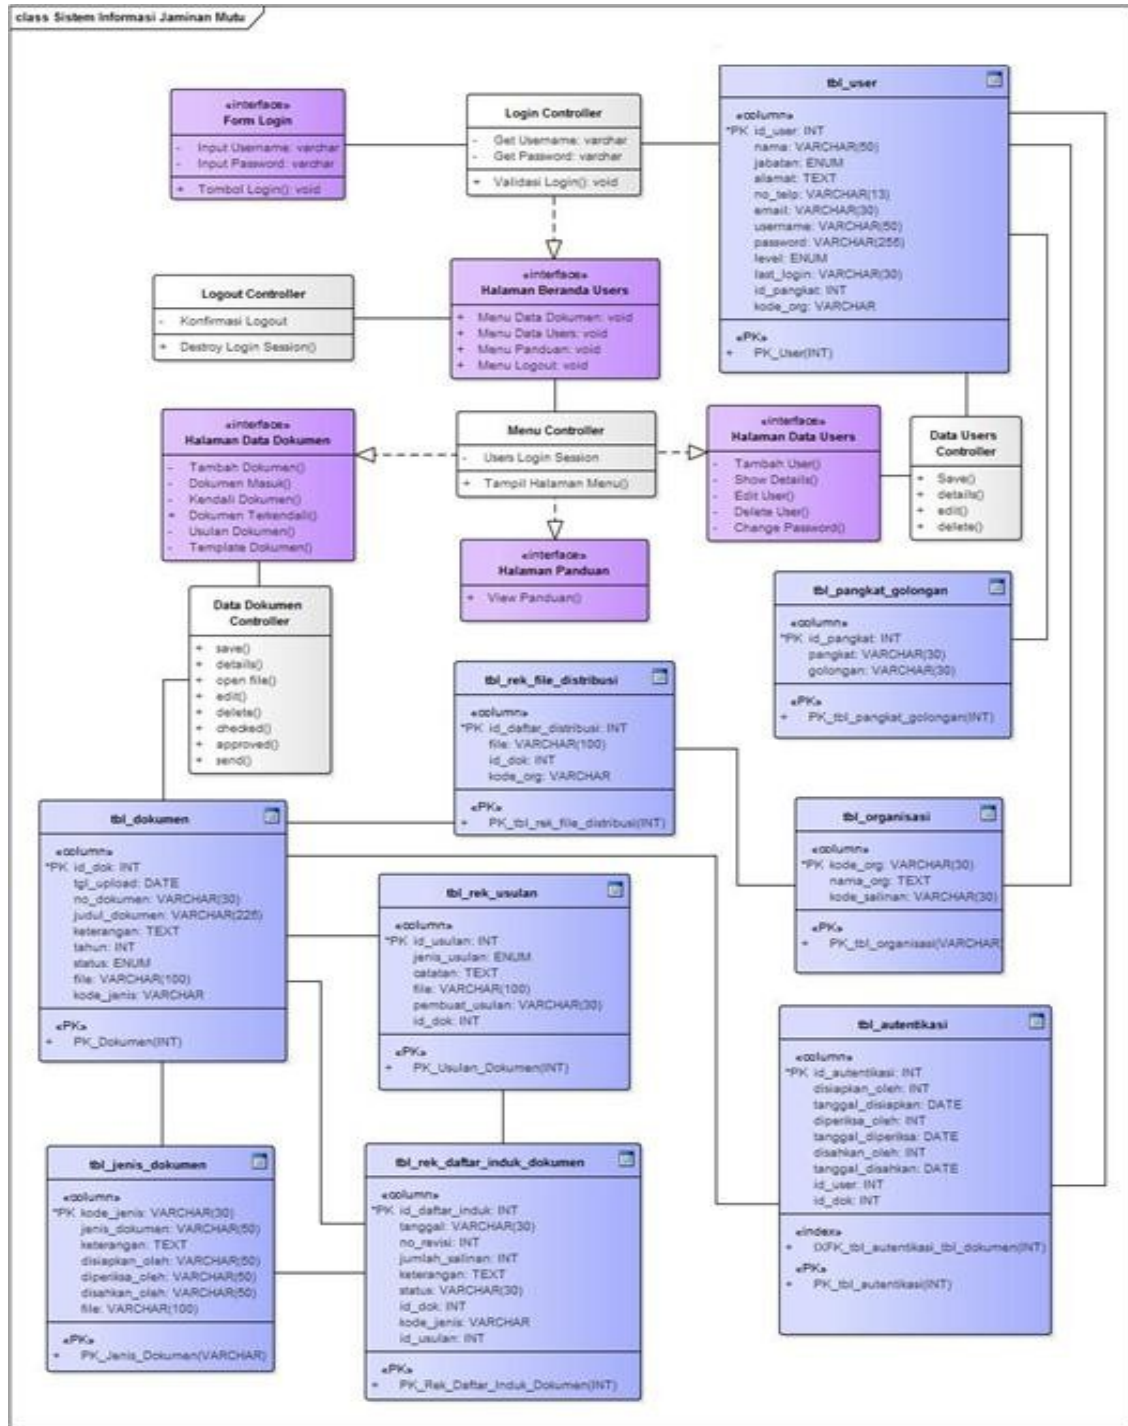 class Sistem Informasi Jaminan Mutu
«interface»
Form Login
- Input Username: varchar
- Input Password: varchar
+ Tombol Login(): void
Login Controller
- Get Username: varchar
- Get Password: varchar
+ Validasi Login(): void
tbl_user
«column»
*PK id_user: INT
nama: VARCHAR(50)
jabatan: ENUM
alamat: TEXT
no_telp: VARCHAR(13)
email: VARCHAR(30)
username: VARCHAR(50)
password: VARCHAR(255)
level: ENUM
last_login: VARCHAR(30)
id_pangkat: INT
kode_org: VARCHAR
«PK»
+ PK_User(INT)
Logout Controller
- Konfirmasi Logout
+ Destroy Login Session()
«interface»
Halaman Beranda Users
+ Menu Data Dokumen: void
+ Menu Data Users: void
+ Menu Panduan: void
+ Menu Logout: void
«interface»
Halaman Data Dokumen
- Tambah Dokumen()
- Dokumen Masuk()
- Kendali Dokumen()
+ Dokumen Terkendali()
- Usulan Dokumen()
- Template Dokumen()
Menu Controller
- Users Login Session
+ Tampil Halaman Menu()
«interface»
Halaman Data Users
- Tambah User()
- Show Details()
- Edit User()
- Delete User()
- Change Password()
Data Users
Controller
+ Save()
+ details()
+ edit()
+ delete()
«interface»
Halaman Panduan
+ View Panduan()
Data Dokumen
Controller
+ save()
+ details()
+ open file()
+ edit()
+ delete()
+ checked()
+ approved()
+ send()
tbl_pangkat_golongan
«column»
*PK id_pangkat: INT
pangkat: VARCHAR(30)
golongan: VARCHAR(30)
«PK»
+ PK_tbl_pangkat_golongan(INT)
tbl_rek_file_distribusi
«column»
*PK id_daftar_distribusi: INT
file: VARCHAR(100)
id_dok: INT
kode_org: VARCHAR
«PK»
+ PK_tbl_rek_file_distribusi(INT)
tbl_dokumen
«column»
*PK id_dok: INT
tgl_upload: DATE
no_dokumen: VARCHAR(30)
judul_dokumen: VARCHAR(225)
keterangan: TEXT
tahun: INT
status: ENUM
file: VARCHAR(100)
kode_jenis: VARCHAR
«PK»
+ PK_Dokumen(INT)
tbl_organisasi
«column»
*PK kode_org: VARCHAR(30)
nama_org: TEXT
kode_salinan: VARCHAR(30)
«PK»
+ PK_tbl_organisasi(VARCHAR)
tbl_rek_usulan
«column»
*PK id_usulan: INT
jenis_usulan: ENUM
catatan: TEXT
file: VARCHAR(100)
pembuat_usulan: VARCHAR(30)
id_dok: INT
«PK»
+ PK_Usulan_Dokumen(INT)
tbl_autentikasi
«column»
*PK id_autentikasi: INT
disiapkan_oleh: INT
tanggal_disiapkan: DATE
diperiksa_oleh: INT
tanggal_diperiksa: DATE
disahkan_oleh: INT
tanggal_disahkan: DATE
id_user: INT
id_dok: INT
«index»
+ IXFK_tbl_autentikasi_tbl_dokumen(INT)
«PK»
+ PK_tbl_autentikasi(INT)
tbl_jenis_dokumen
«column»
*PK kode_jenis: VARCHAR(30)
jenis_dokumen: VARCHAR(50)
keterangan: TEXT
disiapkan_oleh: VARCHAR(50)
diperiksa_oleh: VARCHAR(50)
disahkan_oleh: VARCHAR(50)
file: VARCHAR(100)
«PK»
+ PK_Jenis_Dokumen(VARCHAR)
tbl_rek_daftar_induk_dokumen
«column»
*PK id_daftar_induk: INT
tanggal: VARCHAR(30)
no_revisi: INT
jumlah_salinan: INT
keterangan: TEXT
status: VARCHAR(30)
id_dok: INT
kode_jenis: VARCHAR
id_usulan: INT
«PK»
+ PK_Rek_Daftar_Induk_Dokumen(INT)